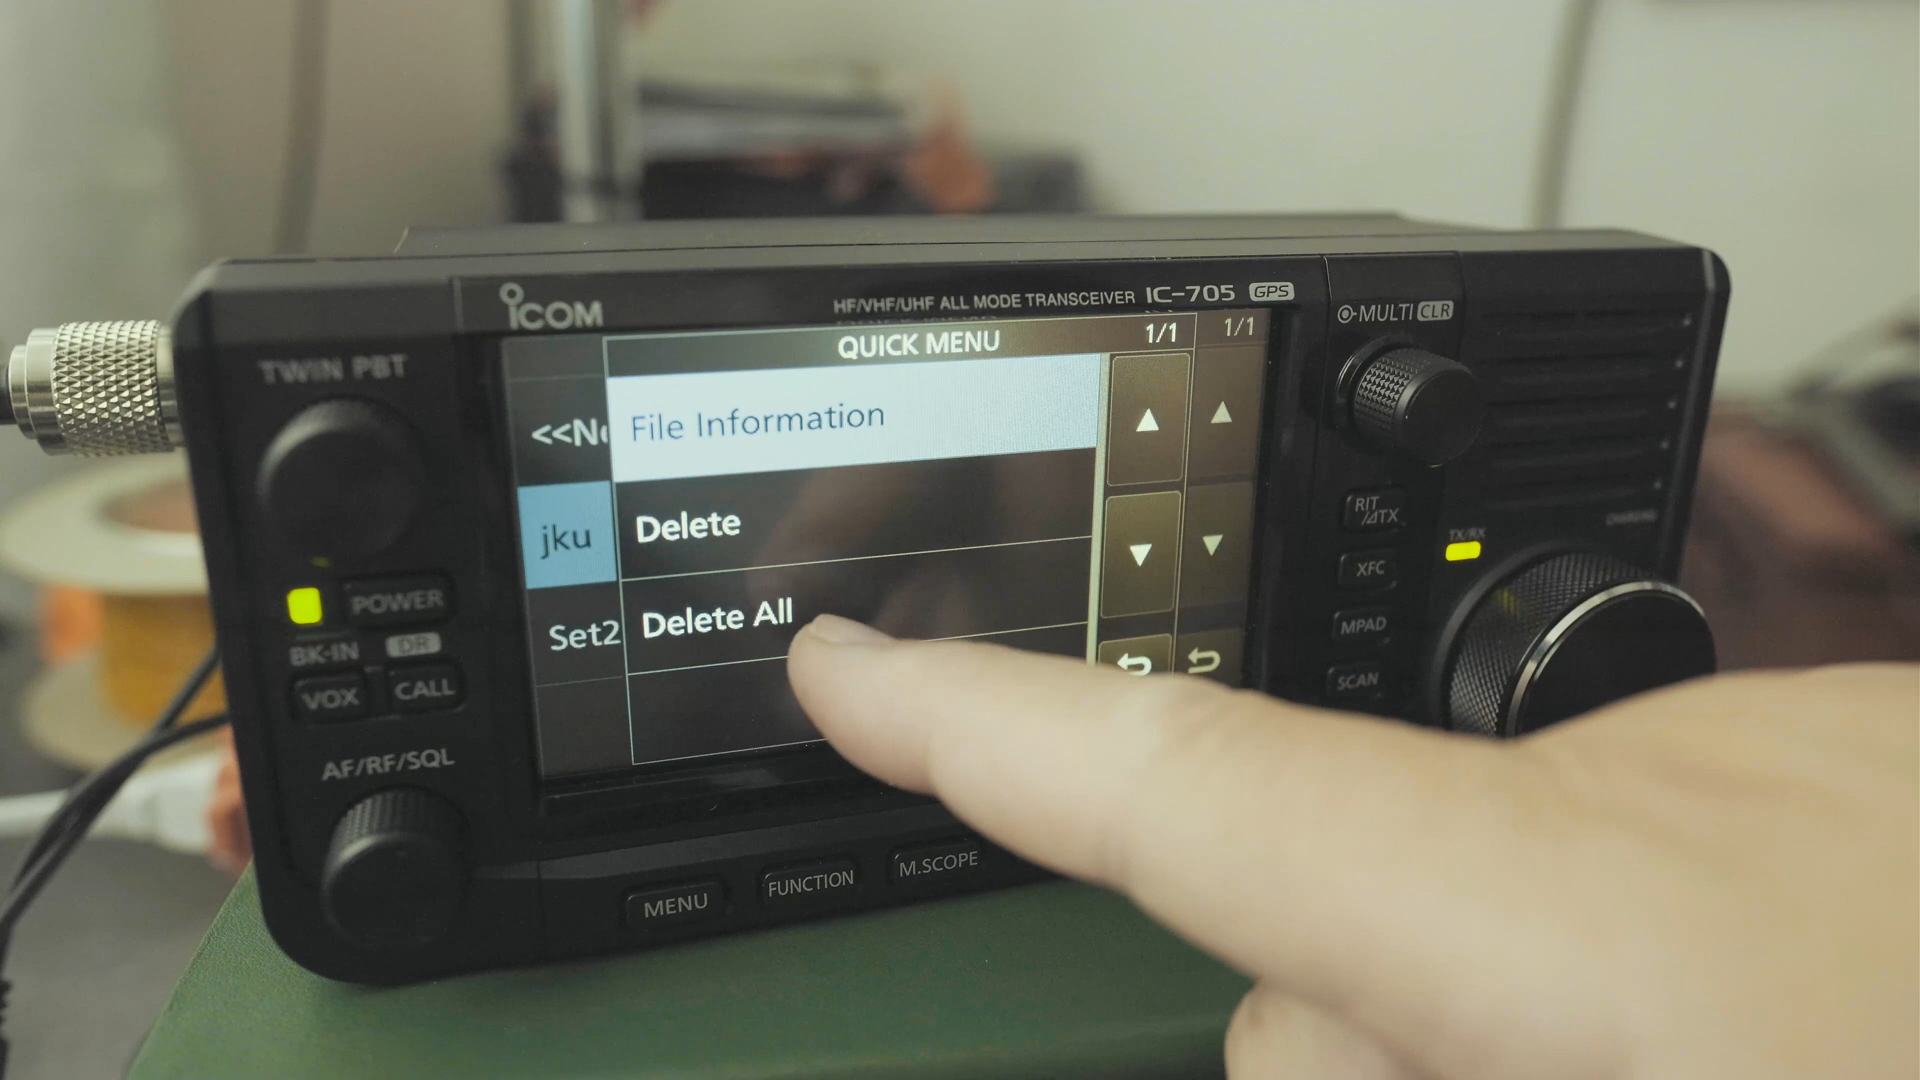 ICOM
HF/VHF/UHF ALL MODE TRANSCEIVER IC-705 GPS
MULTI CLR
TWIN PBT
QUICK MENU 1/1 1/1
<<N
File Information
jku
Delete
Set2
Delete All
RIT
/⊿TX
TX/RX
CHARGING
XFC
POWER
BK-IN DR
MPAD
VOX CALL
SCAN
AF/RF/SQL
MENU FUNCTION M.SCOPE